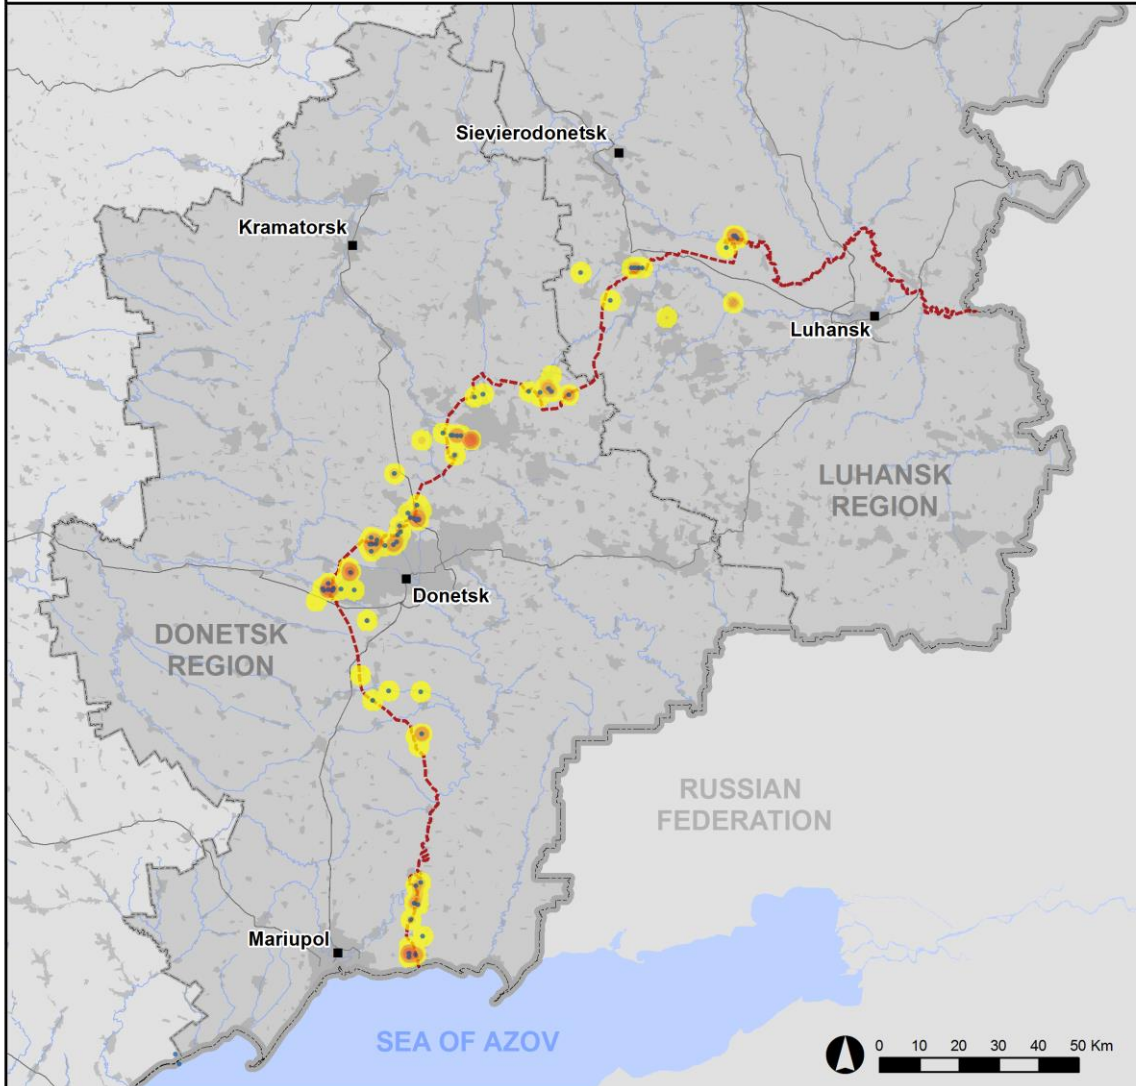 Sievierodonetsk
Kramatorsk
Luhansk
LUHANSK
REGION
Donetsk
DONETSK
REGION
RUSSIAN
FEDERATION
Mariupol
SEA OF AZOV
0 10 20 30 40 50 Km